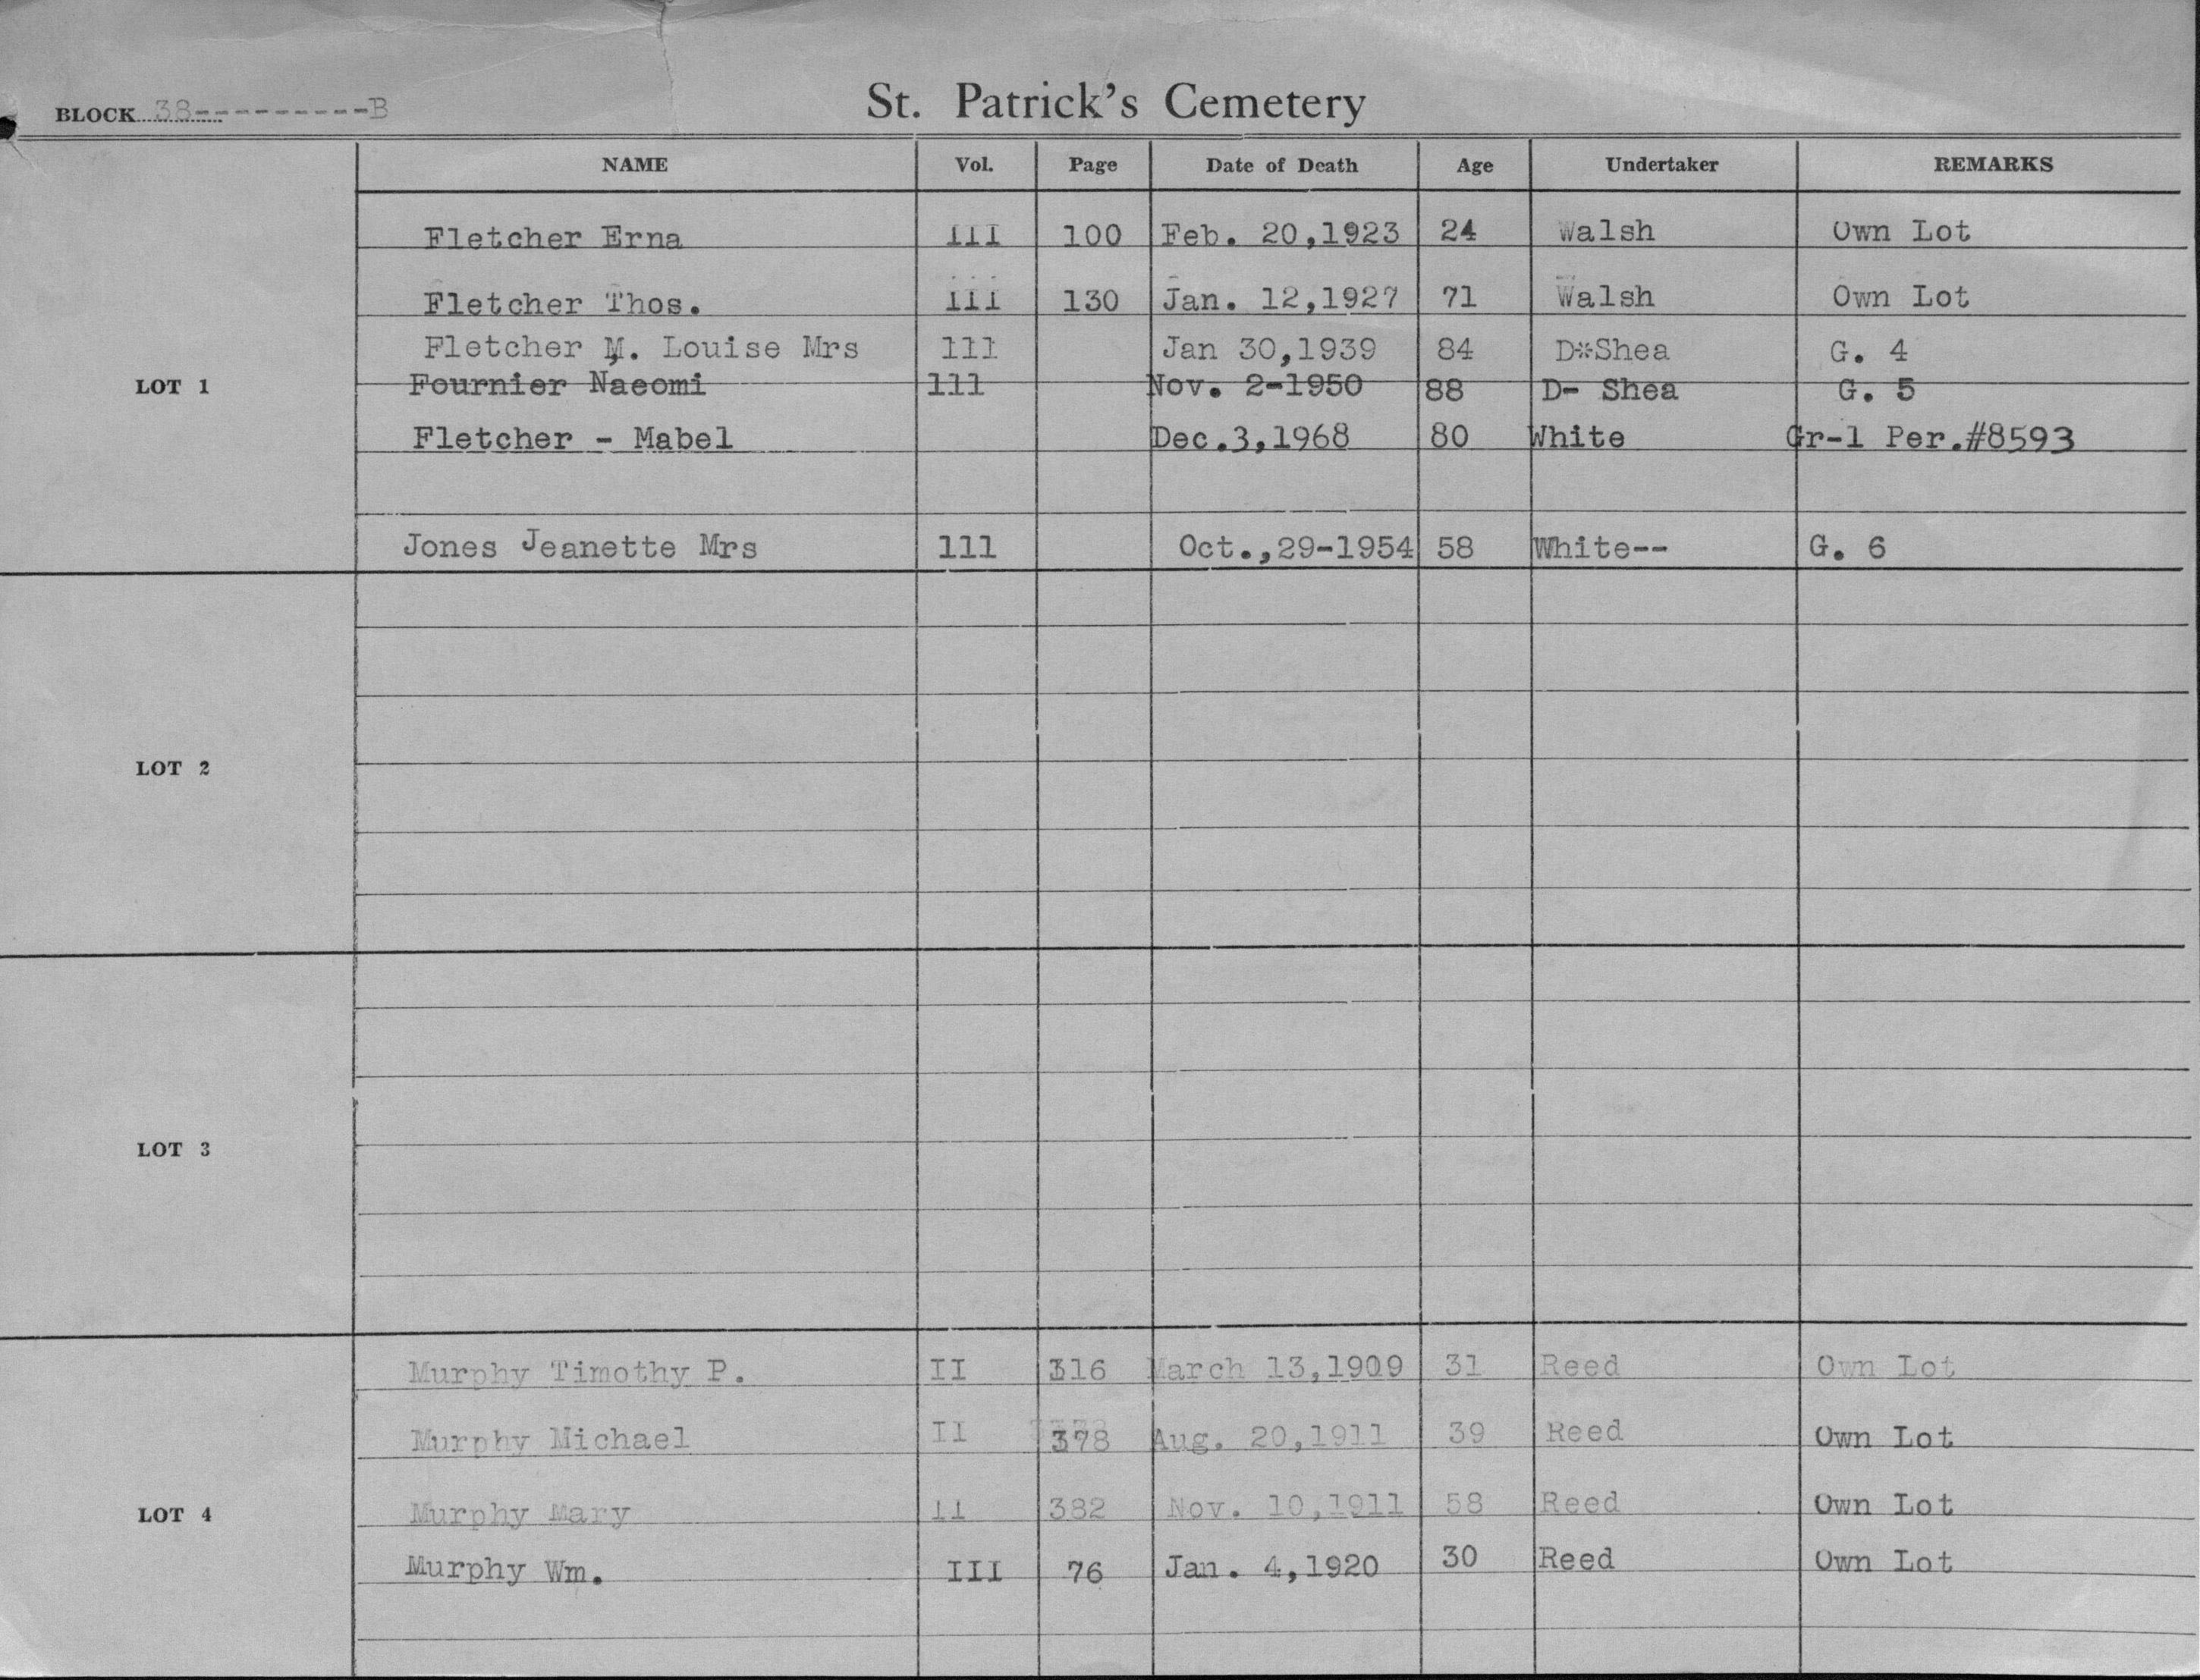 BLOCK 38----------B
St. Patrick's Cemetery
NAME Vol. Page Date of Death Age Undertaker REMARKS
Fletcher Erna III 100 Feb. 20,1923 24 Walsh Own Lot
Fletcher Thos. III 130 Jan. 12,1927 71 Walsh Own Lot
Fletcher M. Louise Mrs 111 Jan 30,1939 84 D*Shea G. 4
LOT 1 Fournier Naeomi 111 Nov. 2-1950 88 D- Shea G. 5
Fletcher - Mabel Dec.3,1968 80 White Gr-1 Per.#8593
Jones Jeanette Mrs 111 Oct.,29-1954 58 White-- G. 6
LOT 2
LOT 3
Murphy Timothy P. II 316 March 13,1909 31 Reed Own Lot
Murphy Michael II 378 Aug. 20,1911 39 Reed Own Lot
LOT 4 Murphy Mary II 382 Nov. 10,1911 58 Reed Own Lot
Murphy Wm. III 76 Jan. 4,1920 30 Reed Own Lot